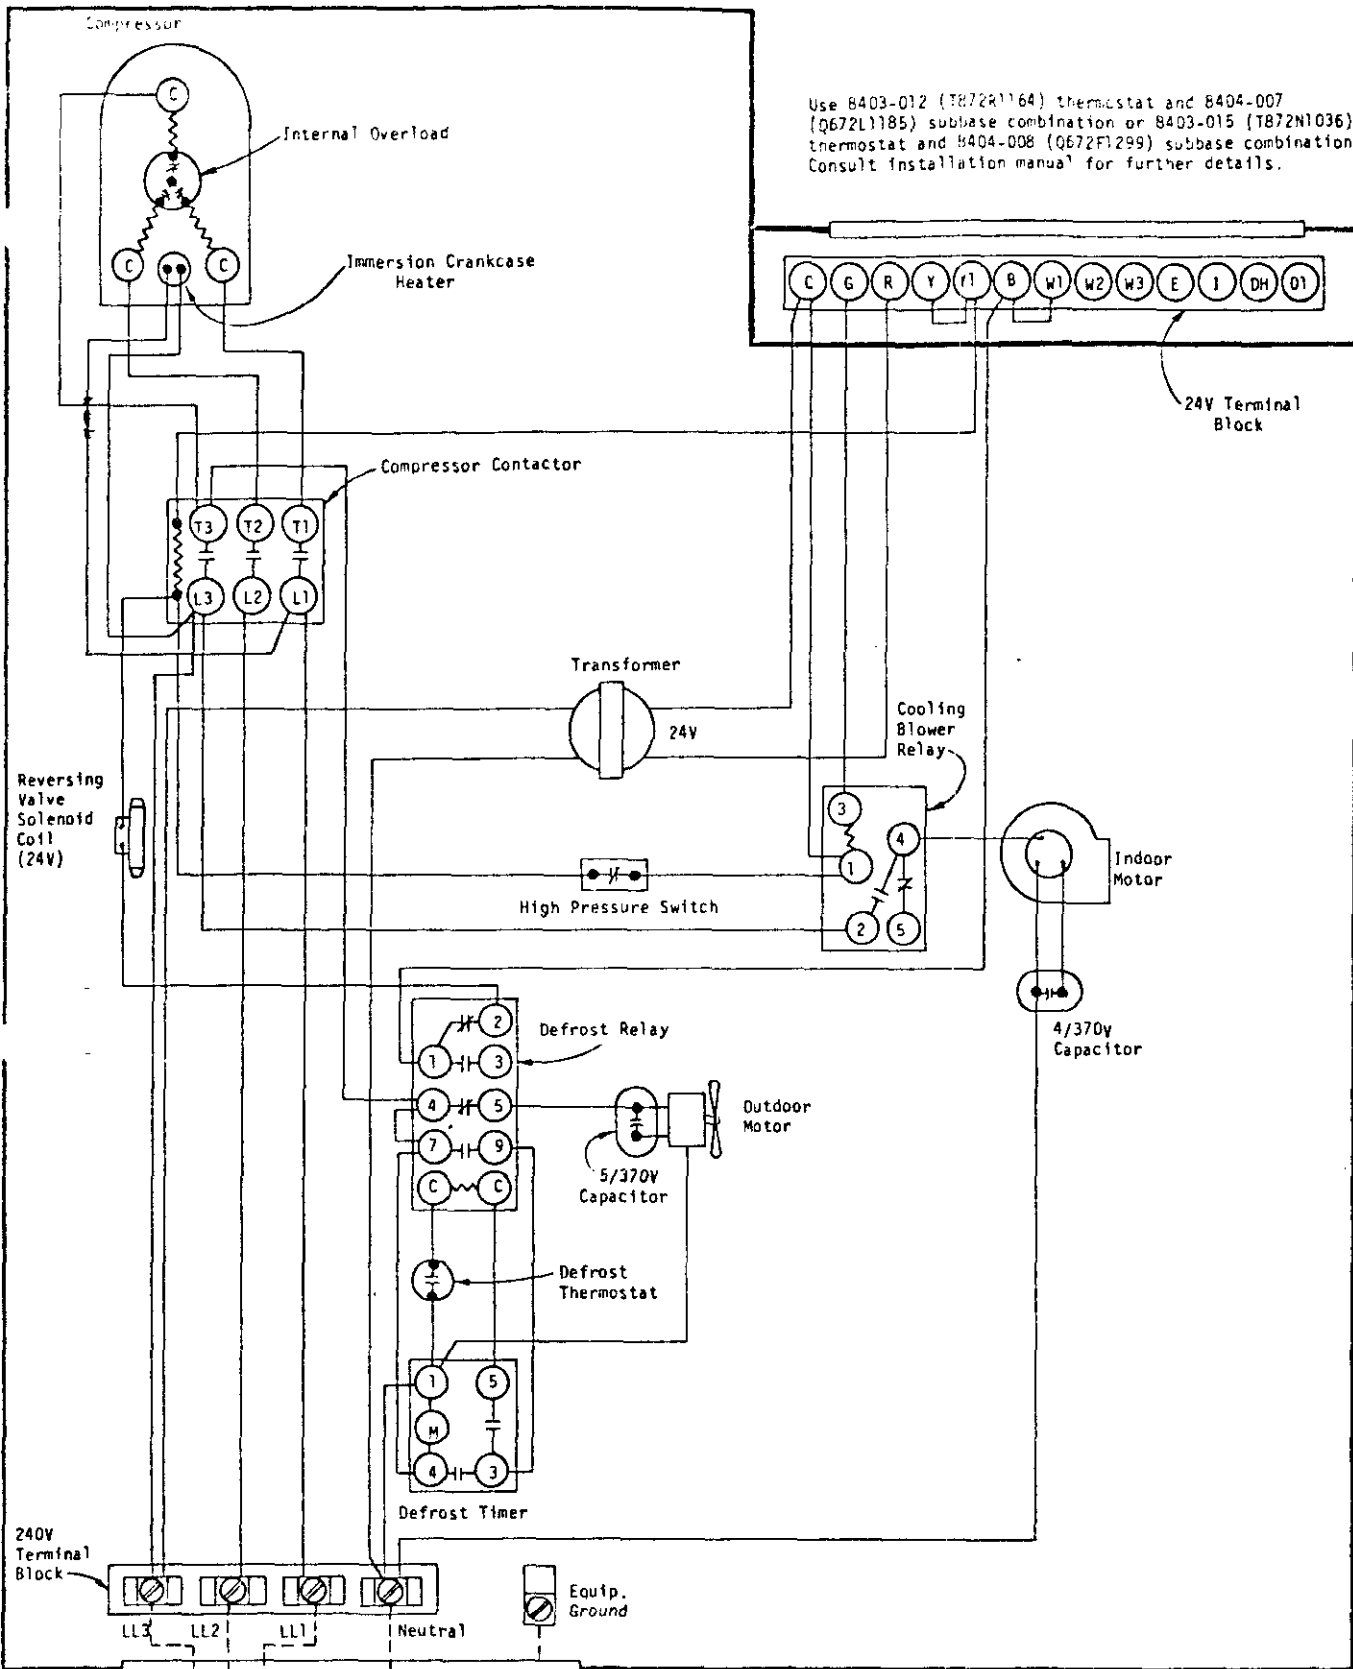 Compressor
Internal Overload
Immersion Crankcase
Heater
C
C
C
Use 8403-012 (T872R1164) thermostat and 8404-007
(Q672L1185) subbase combination or 8403-015 (T872N1036)
thermostat and 8404-008 (Q672F1299) subbase combination
Consult installation manual for further details.
C G R Y Y1 B W1 W2 W3 E I DH O1
24V Terminal
Block
Compressor Contactor
T3 T2 T1
L3 L2 L1
Transformer
24V
Cooling
Blower
Relay
3
4
1
2 5
Reversing
Valve
Solenoid
Coil
(24V)
High Pressure Switch
Indoor
Motor
4/370V
Capacitor
Defrost Relay
2
1 3
4 5
7 9
C C
Outdoor
Motor
5/370V
Capacitor
Defrost
Thermostat
1 5
M
4 3
Defrost Timer
240V
Terminal
Block
LL3 LL2 LL1 Neutral
Equip.
Ground